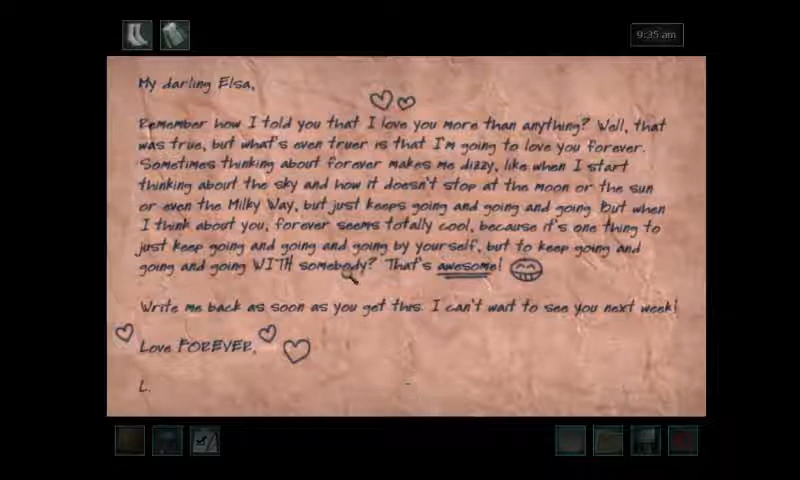 9:35 am
My darling Elsa,
Remember how I told you that I love you more than anything? Well, that
was true, but what's even truer is that I'm going to love you forever.
Sometimes thinking about forever makes me dizzy, like when I start
thinking about the sky and how it doesn't stop at the moon or the sun
or even the Milky Way, but just keeps going and going and going. But when
I think about you, forever seems totally cool, because it's one thing to
just keep going and going and going by yourself, but to keep going and
going and going WITH somebody? That's awesome!
Write me back as soon as you get this. I can't wait to see you next week!
Love FOREVER,
L.